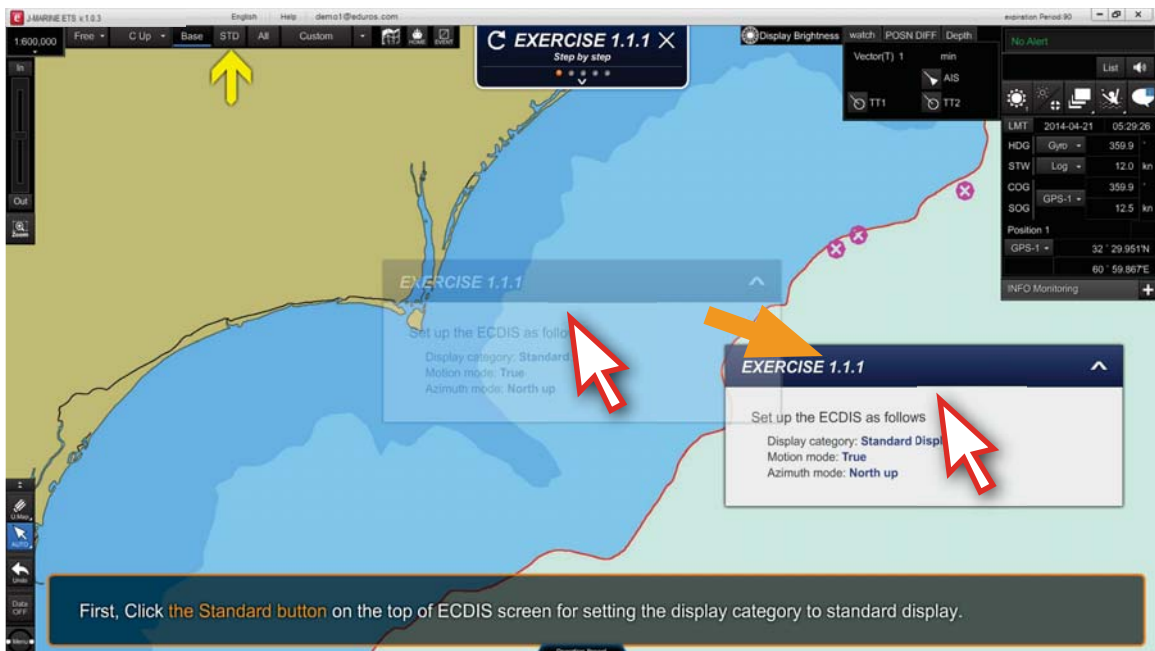 J-MARINE ETS v.1.0.3 English Help demo1@eduros.com expiration Period:90
1:600,000 Free C Up Base STD All Custom HOME EVENT
EXERCISE 1.1.1
Step by step
Display Brightness watch POSN DIFF Depth
Vector(T) 1 min
AIS
TT1 TT2
No Alert
List
LMT 2014-04-21 05:29:26
HDG Gyro 359.9 °
STW Log 12.0 kn
COG 359.9 °
GPS-1
SOG 12.5 kn
Position 1
GPS-1 32 ° 29.951'N
60 ° 59.867'E
INFO Monitoring
In
Out
Zoom
EXERCISE 1.1.1
Set up the ECDIS as follo
Display category: Standard
Motion mode: True
Azimuth mode: North up
EXERCISE 1.1.1
Set up the ECDIS as follows
Display category: Standard Displ
Motion mode: True
Azimuth mode: North up
U.Map
AUTO
Undo
Data
OFF
Menu
First, Click the Standard button on the top of ECDIS screen for setting the display category to standard display.